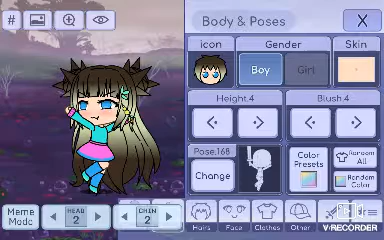 #
Body & Poses
X
icon
Gender
Skin
Boy
Girl
Height.4
Blush.4
Pose.168
Change
Color
Presets
Random
All
Random
Color
Meme
Mode
HEAD
2
CHIN
2
Hairs
Face
Clothes
Other
V RECORDER